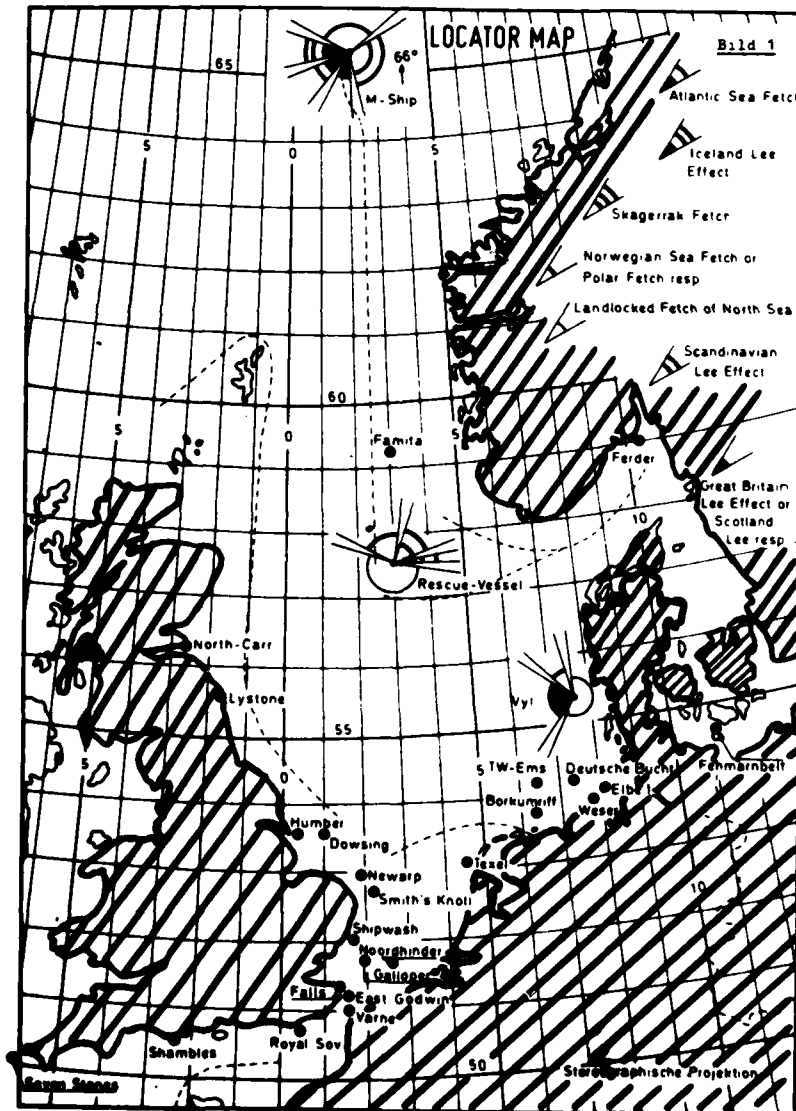 LOCATOR MAP
Bild 1
65
66°
M-Ship
Atlantic Sea Fetch
5
0
5
Iceland Lee
Effect
Skagerrak Fetch
Norwegian Sea Fetch or
Polar Fetch resp
Landlocked Fetch of North Sea
Scandinavian
Lee Effect
60
5
0
5
Famita
Ferder
Great Britain
Lee Effect or
Scotland
Lee resp
10
Rescue-Vessel
North-Carr
Lystone
Vyl
55
5
0
5
TW-Ems
Deutsche Bucht
Fehmarnbelt
Elbe 1
Borkumriff
Weser
Humber
Dowsing
Texel
Newarp
Smith's Knoll
10
Shipwash
Noordhinder
Galloper
Falls
East Godwin
Varne
Shambles
Royal Sov.
50
Seven Stones
Stereographische Projektion